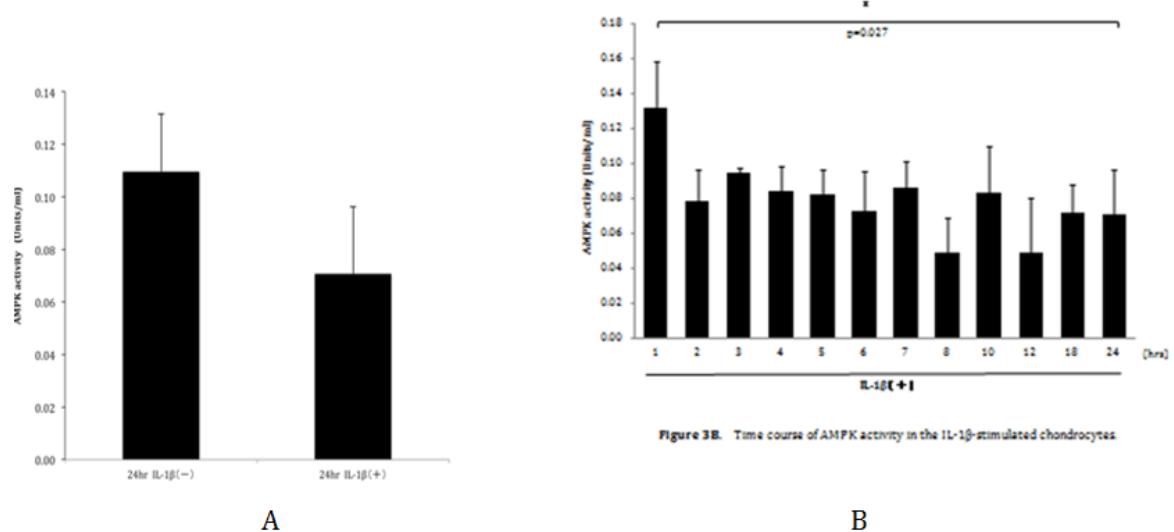 0.14
0.12
0.10
0.08
0.06
0.04
0.02
0.00
AMPK activity (Units/ml)
24hr IL-1β(−) 24hr IL-1β(+)
A
*
p=0.027
0.18
0.16
0.14
0.12
0.10
0.08
0.06
0.04
0.02
0.00
AMPK activity (Units/ml)
1 2 3 4 5 6 7 8 10 12 18 24 (hrs)
IL-1β(+)
Figure 3B. Time course of AMPK activity in the IL-1β-stimulated chondrocytes.
B